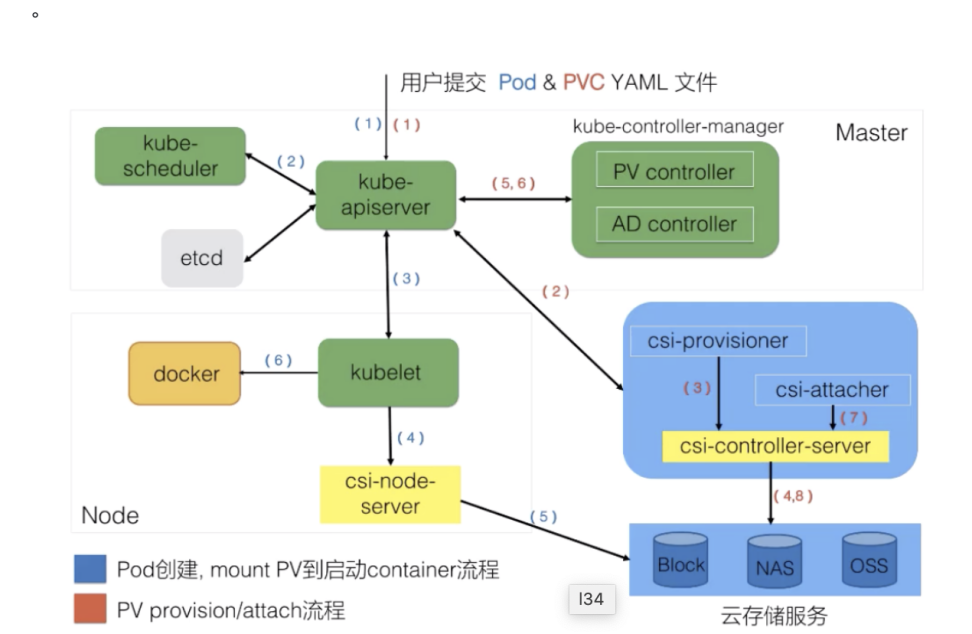 。
用户提交 Pod & PVC YAML 文件
(1) (1)
kube-controller-manager
Master
kube-
scheduler
(2)
kube-
apiserver
(5, 6)
PV controller
AD controller
etcd
(3)
(2)
csi-provisioner
docker
(6)
kubelet
(3)
csi-attacher
(7)
(4)
csi-controller-server
csi-node-
server
(4,8)
Node
(5)
Block
NAS
OSS
Pod创建, mount PV到启动container流程
l34
PV provision/attach流程
云存储服务